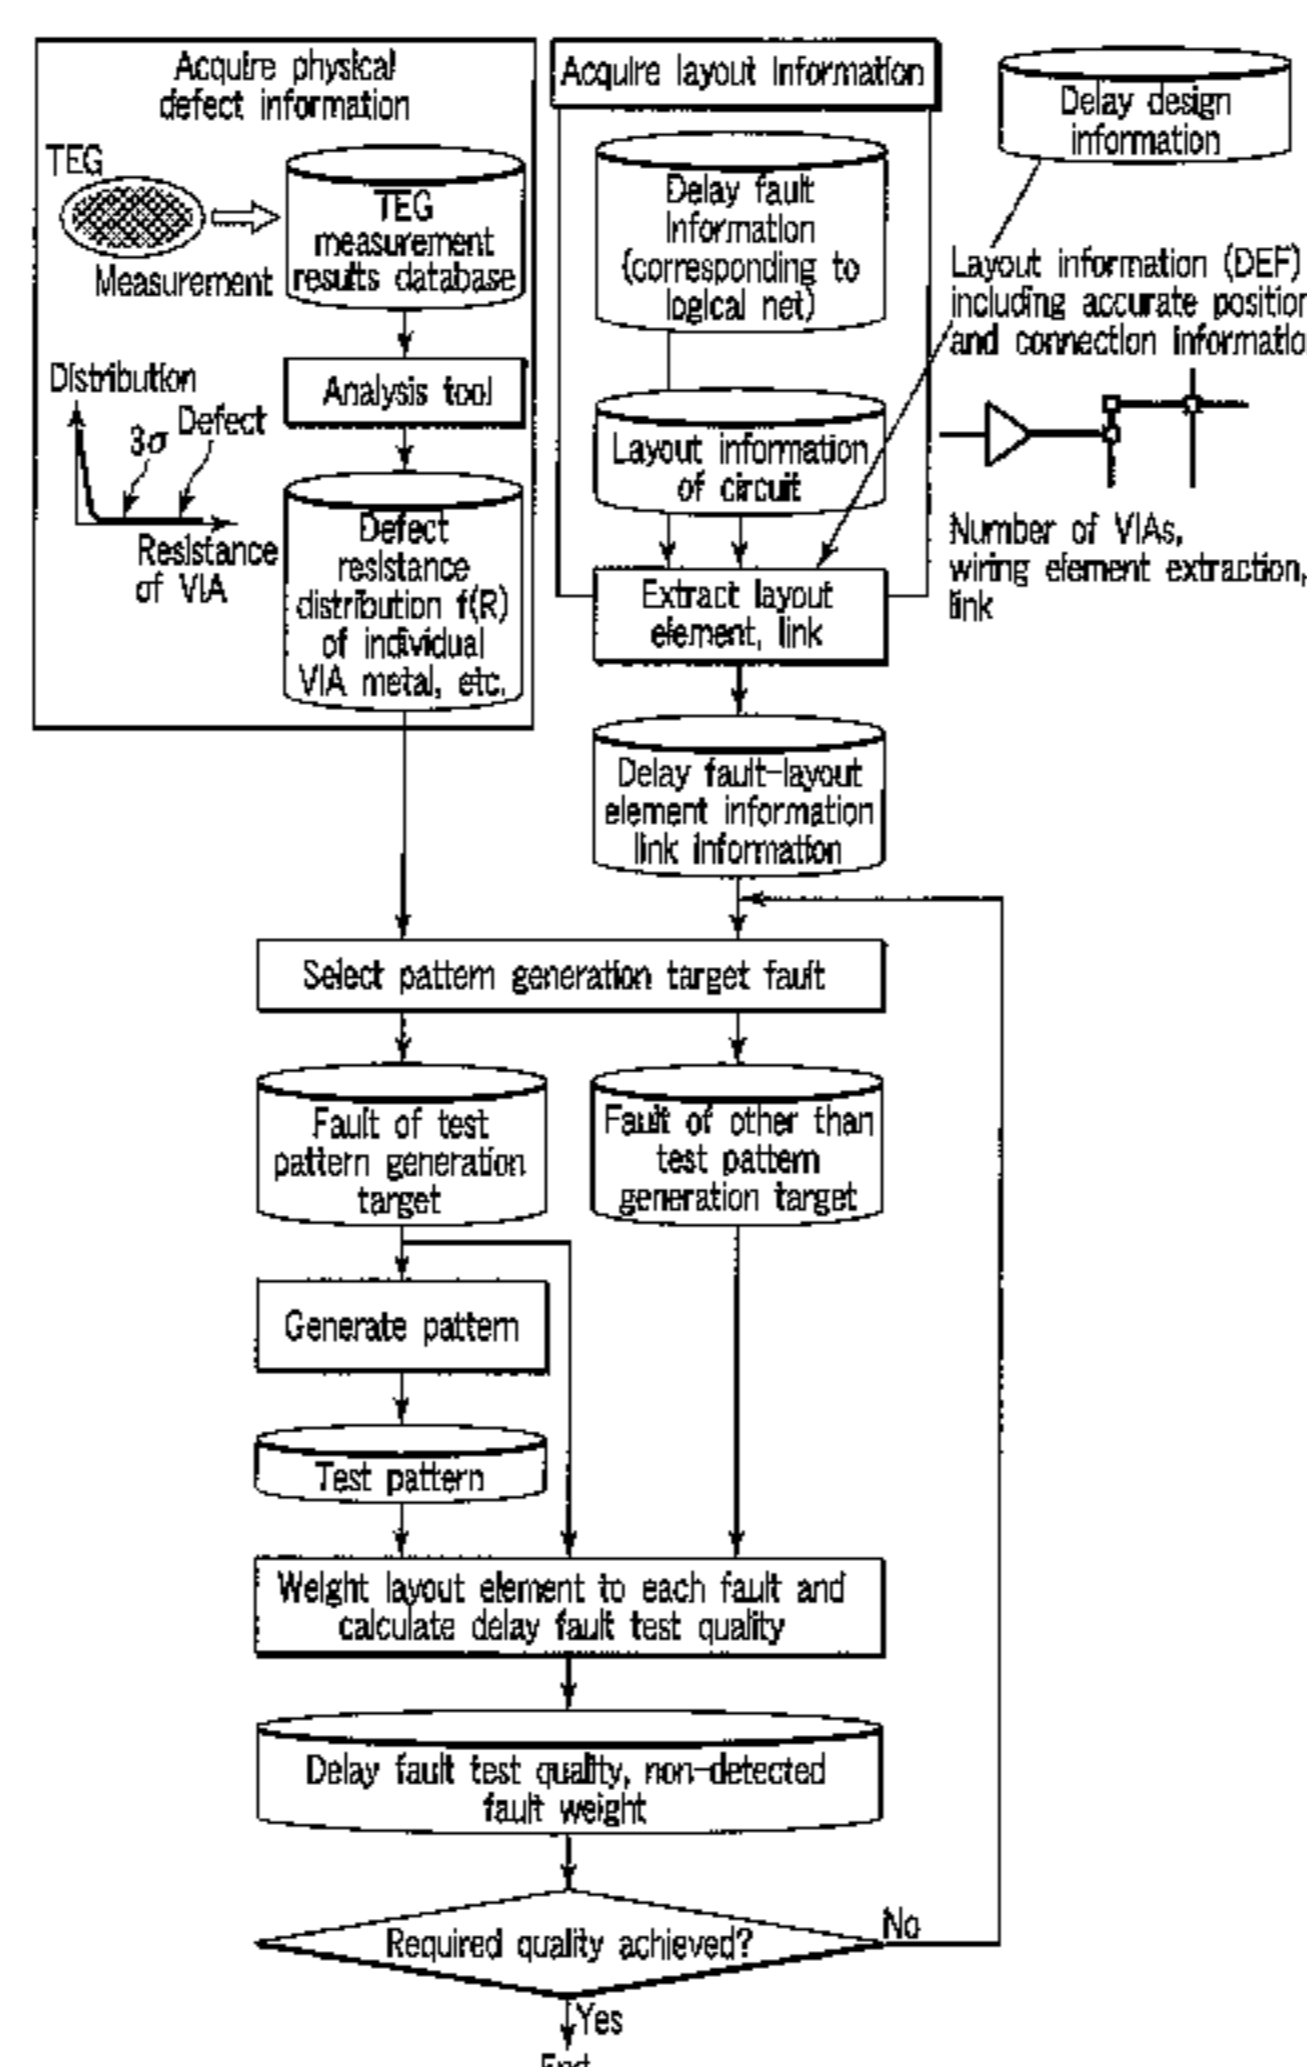 Acquire physical
defect information
TEG
Measurement
TEG
measurement
results database
Analysis tool
Distribution
3σ
Defect
Resistance
of VIA
Defect
resistance
distribution f(R)
of individual
VIA metal, etc.
Acquire layout information
Delay fault
information
(corresponding to
logical net)
Layout information
of circuit
Extract layout
element, link
Delay design
information
Layout information (DEF)
including accurate position
and connection informatio
Number of VIAs,
wiring element extraction,
link
Delay fault-layout
element information
link information
Select pattern generation target fault
Fault of test
pattern generation
target
Fault of other than
test pattern
generation target
Generate pattern
Test pattern
Weight layout element to each fault and
calculate delay fault test quality
Delay fault test quality, non-detected
fault weight
Required quality achieved?
No
Yes
End